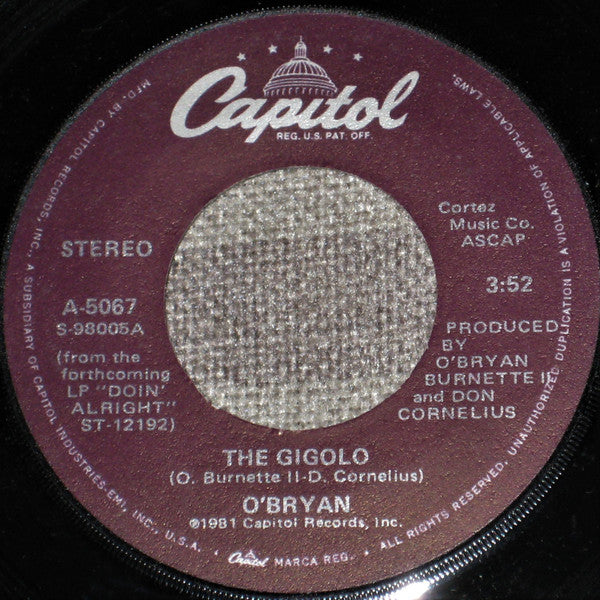 Capitol
REG. U.S. PAT. OFF.
MFD. BY CAPITOL RECORDS, INC., A SUBSIDIARY OF CAPITOL INDUSTRIES-EMI, INC., U.S.A. • Capitol MARCA REG. • ALL RIGHTS RESERVED. UNAUTHORIZED DUPLICATION IS A VIOLATION OF APPLICABLE LAWS.
STEREO
A-5067
S-98005A
(from the
forthcoming
LP "DOIN'
ALRIGHT"
ST-12192)
Cortez
Music Co.
ASCAP
3:52
PRODUCED
BY
O'BRYAN
BURNETTE II
and DON
CORNELIUS
THE GIGOLO
(O. Burnette II-D. Cornelius)
O'BRYAN
℗1981 Capitol Records, Inc.